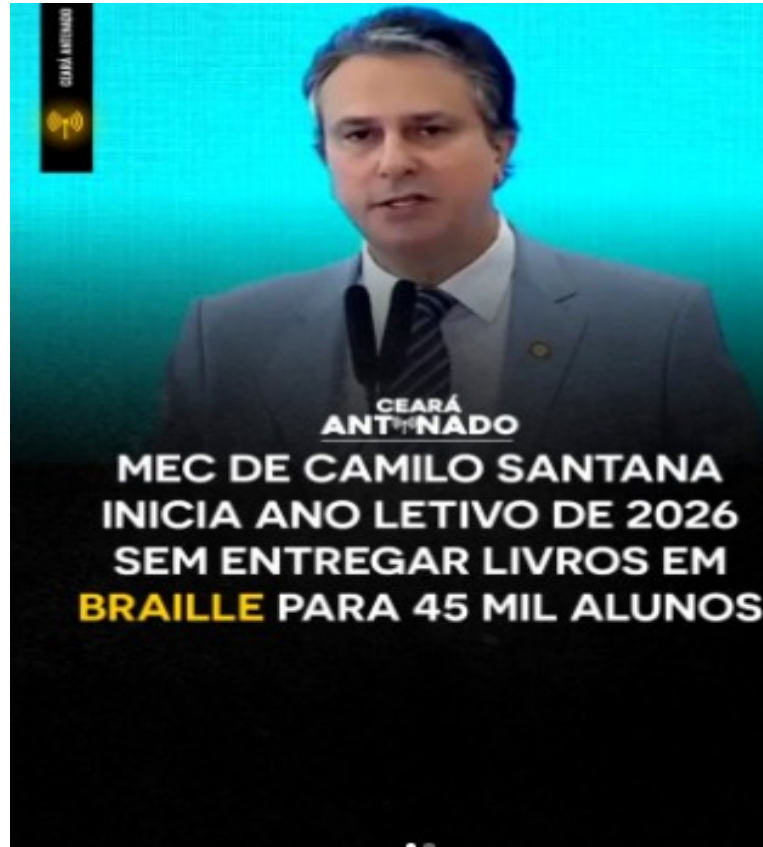 CEARÁ ANTENADO
CEARÁ
ANTENADO
MEC DE CAMILO SANTANA
INICIA ANO LETIVO DE 2026
SEM ENTREGAR LIVROS EM
BRAILLE PARA 45 MIL ALUNOS